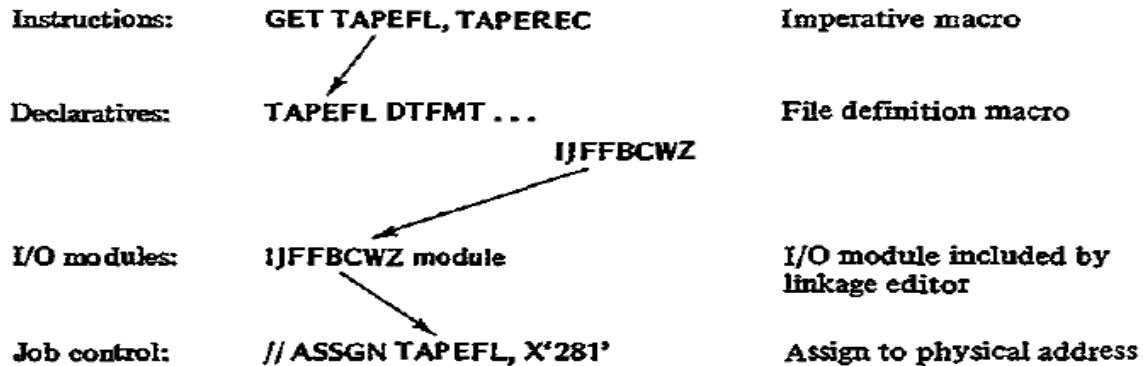 Instructions: GET TAPEFL, TAPEREC Imperative macro
Declaratives: TAPEFL DTFMT ... File definition macro
IJFFBCWZ
I/O modules: IJFFBCWZ module I/O module included by
linkage editor
Job control: // ASSGN TAPEFL, X'281' Assign to physical address